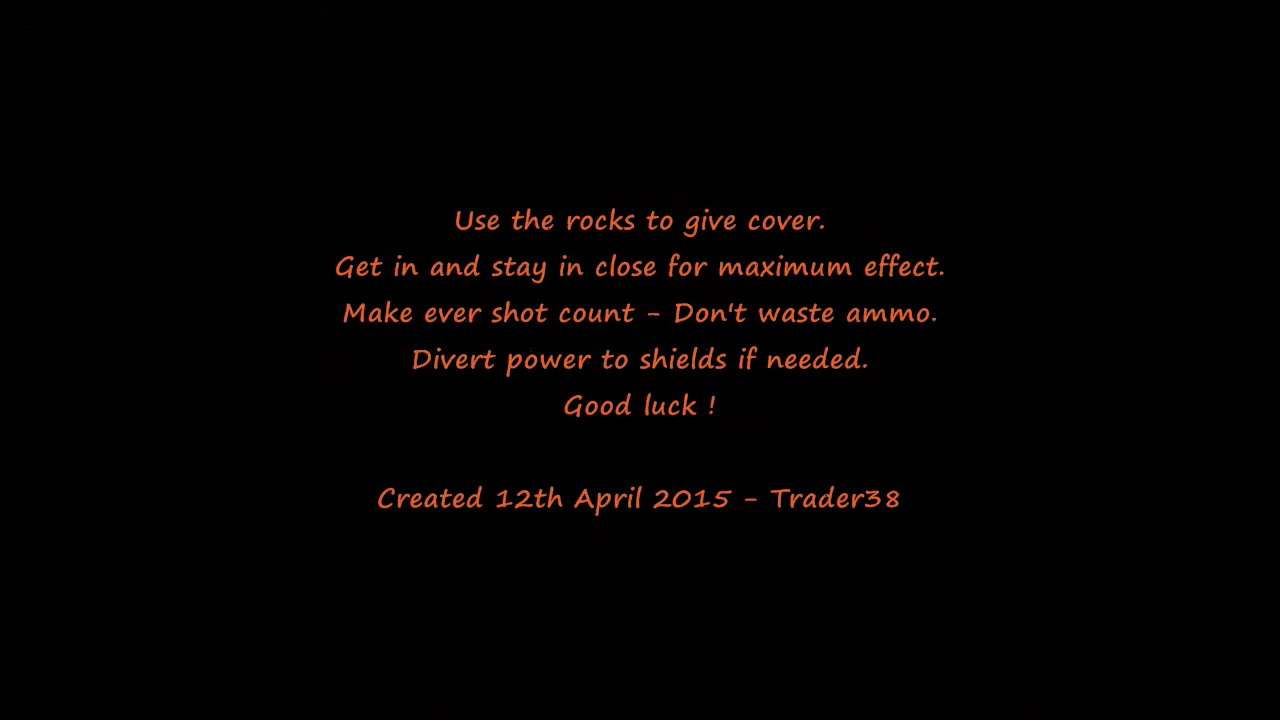 Use the rocks to give cover.
Get in and stay in close for maximum effect.
Make ever shot count - Don't waste ammo.
Divert power to shields if needed.
Good luck !
Created 12th April 2015 - Trader38